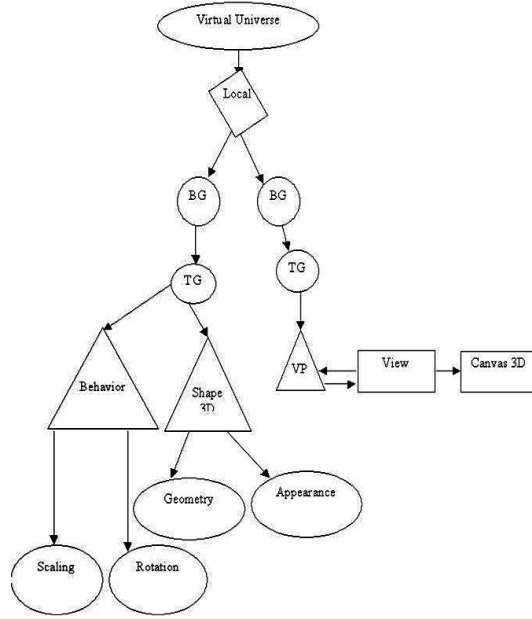 Virtual Universe
Local
BG
BG
TG
TG
VP
View
Canvas 3D
Behavior
Shape
3D
Geometry
Appearance
Scaling
Rotation